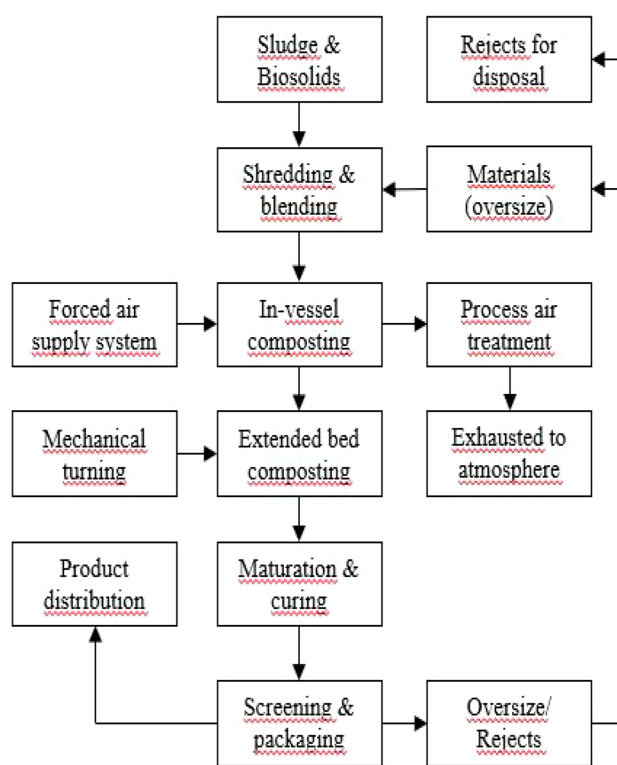 Sludge &
Biosolids
Rejects for
disposal
Shredding &
blending
Materials
(oversize)
Forced air
supply system
In-vessel
composting
Process air
treatment
Mechanical
turning
Extended bed
composting
Exhausted to
atmosphere
Product
distribution
Maturation &
curing
Screening &
packaging
Oversize/
Rejects